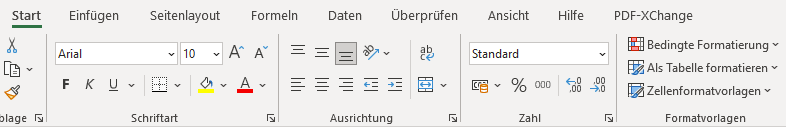 Start Einfügen Seitenlayout Formeln Daten Überprüfen Ansicht Hilfe PDF-XChange
Arial 10 A A ab Standard Bedingte Formatierung
F K U A % 000 Als Tabelle formatieren
Zellenformatvorlagen
blage Schriftart Ausrichtung Zahl Formatvorlagen